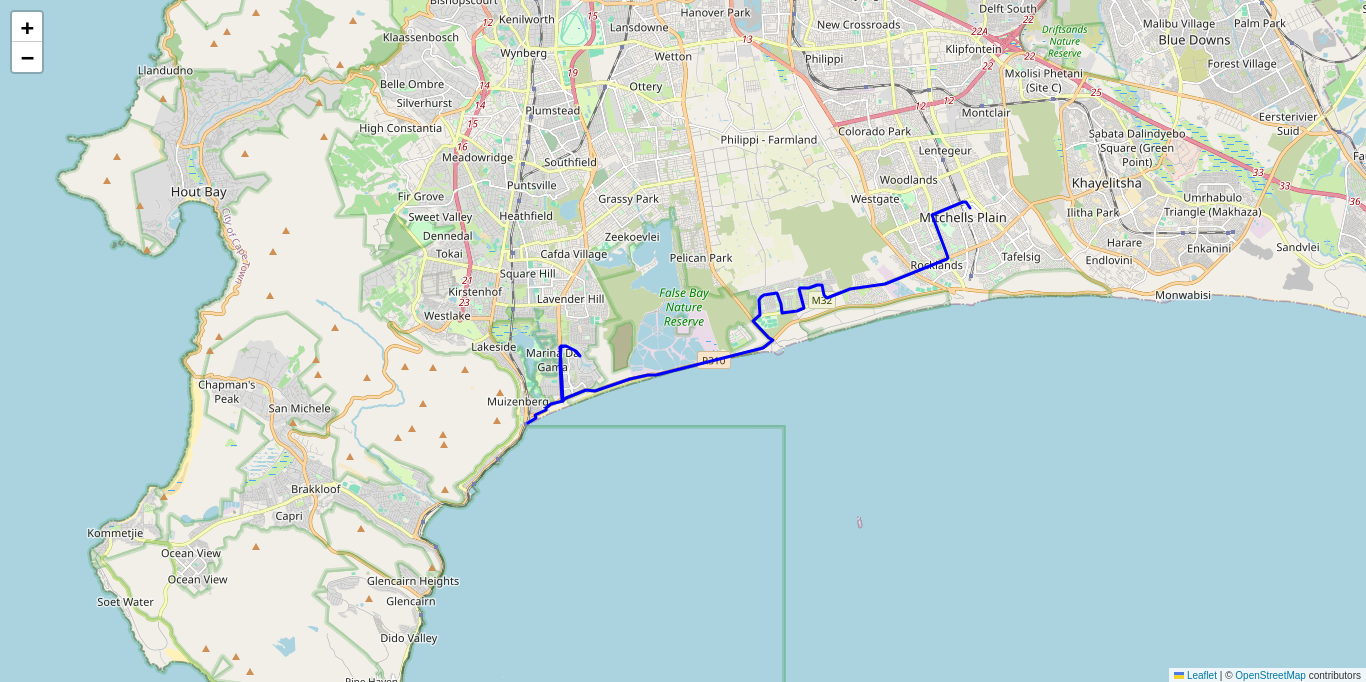 +
−
Bishopscourt
Kenilworth
15
Hanover Park
Delft South
12
Lansdowne
New Crossroads
22
Malibu Village
Palm Park
Klaassenbosch
22A
Driftsands
Nature
Reserve
Blue Downs
Wynberg
13
Klipfontein
Wetton
Philippi
22
Forest Village
Llandudno
19
22
Mxolisi Phetani
(Site C)
Belle Ombre
14
Ottery
25
Silverhurst
14
12
12
Plumstead
Montclair
Eersterivier
Suid
High Constantia
15
Colorado Park
Sabata Dalindyebo
Square (Green
Point)
16
Philippi - Farmland
Lentegeur
Meadowridge
Southfield
33
Hout Bay
Puntsville
Woodlands
Khayelitsha
33
Fir Grove
Grassy Park
Westgate
Umrhabulo
Triangle (Makhaza)
36
City of Cape Town
Sweet Valley
Heathfield
Mitchells Plain
Ilitha Park
Dennedal
Zeekoevlei
Harare
Enkanini
Sandvlei
Tokai
Cafda Village
Pelican Park
Tafelsig
Endlovini
Square Hill
Rocklands
21
Kirstenhof
23
Lavender Hill
False Bay
Nature
Reserve
M32
Monwabisi
Westlake
Lakeside
Marina Da
Gama
R310
Chapman's
Peak
San Michele
Muizenberg
Brakkloof
Capri
Kommetjie
Ocean View
Ocean View
Glencairn Heights
Soet Water
Glencairn
Dido Valley
Leaflet | © OpenStreetMap contributors